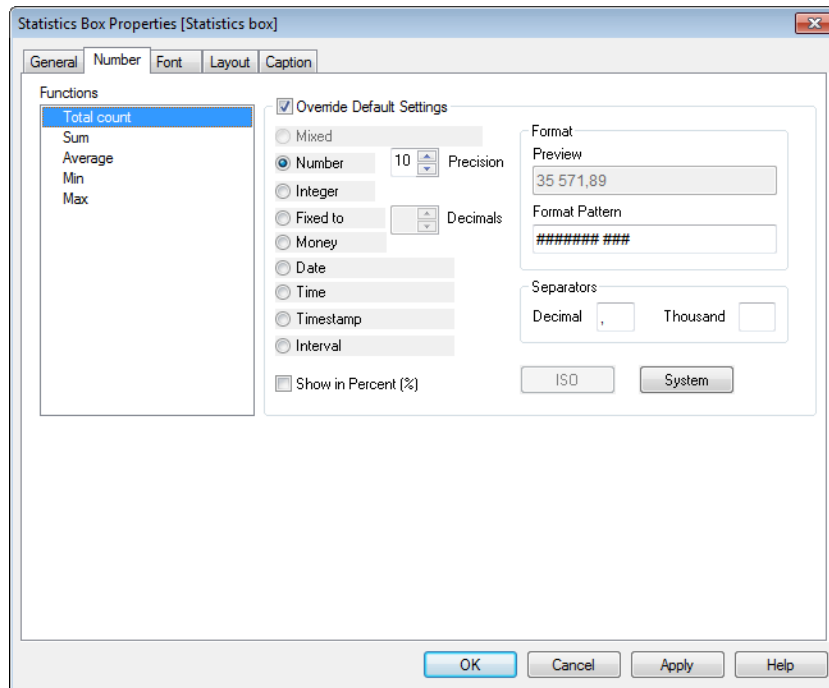 Statistics Box Properties [Statistics box]
General Number Font Layout Caption
Functions
Total count
Sum
Average
Min
Max
Override Default Settings
Mixed
Number 10 Precision
Integer
Fixed to Decimals
Money
Date
Time
Timestamp
Interval
Show in Percent (%)
Format
Preview
35 571,89
Format Pattern
####### ###
Separators
Decimal , Thousand
ISO System
OK Cancel Apply Help